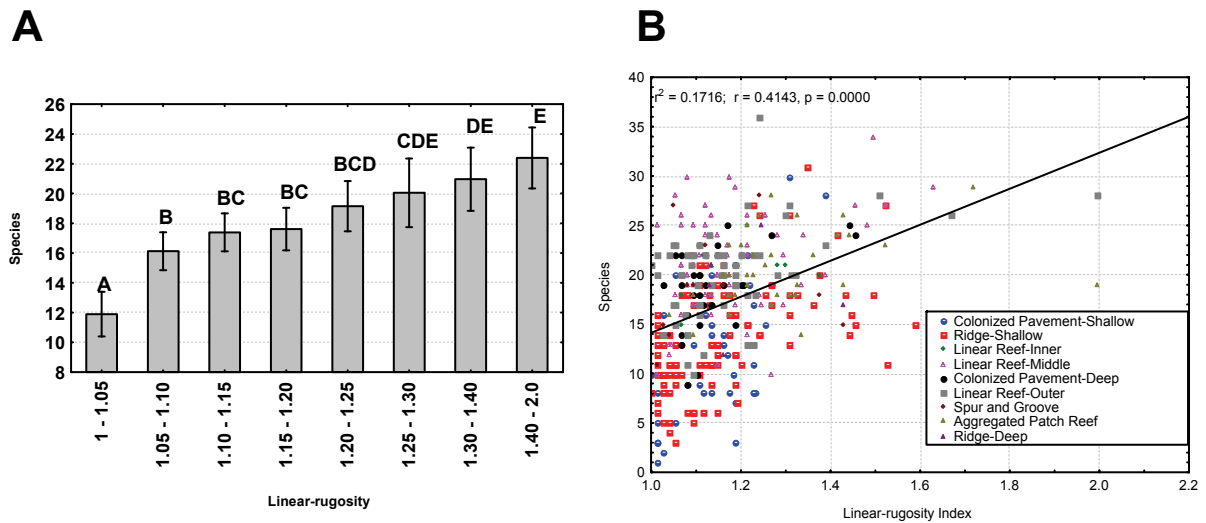 A
Species
26
24
22
20
18
16
14
12
10
8
A
B
BC
BC
BCD
CDE
DE
E
1 - 1.05
1.05 - 1.10
1.10 - 1.15
1.15 - 1.20
1.20 - 1.25
1.25 - 1.30
1.30 - 1.40
1.40 - 2.0
Linear-rugosity
B
Species
40
35
30
25
20
15
10
5
0
r² = 0.1716; r = 0.4143, p = 0.0000
Colonized Pavement-Shallow
Ridge-Shallow
Linear Reef-Inner
Linear Reef-Middle
Colonized Pavement-Deep
Linear Reef-Outer
Spur and Groove
Aggregated Patch Reef
Ridge-Deep
1.0 1.2 1.4 1.6 1.8 2.0 2.2
Linear-rugosity Index